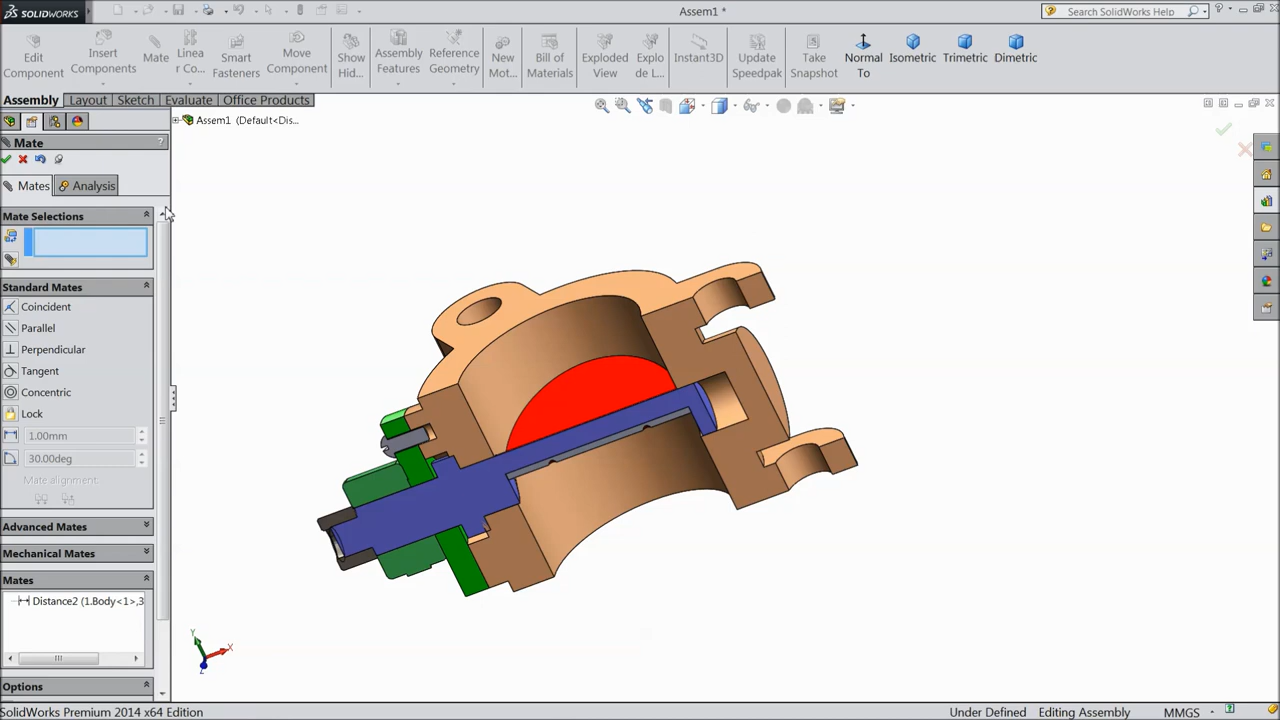 SOLIDWORKS
Assem1 *
Search SolidWorks Help
Edit Component
Insert Components
Mate
Linea r Co...
Smart Fasteners
Move Component
Show Hid...
Assembly Features
Reference Geometry
New Mot...
Bill of Materials
Exploded View
Explo de L...
Instant3D
Update Speedpak
Take Snapshot
Normal To
Isometric
Trimetric
Dimetric
Assembly
Layout
Sketch
Evaluate
Office Products
Assem1 (Default<Dis...
Mate
?
Mates
Analysis
Mate Selections
Standard Mates
Coincident
Parallel
Perpendicular
Tangent
Concentric
Lock
1.00mm
30.00deg
Mate alignment:
Advanced Mates
Mechanical Mates
Mates
Distance2 (1.Body<1>,3
Options
Y
X
Z
SolidWorks Premium 2014 x64 Edition
Under Defined
Editing Assembly
MMGS